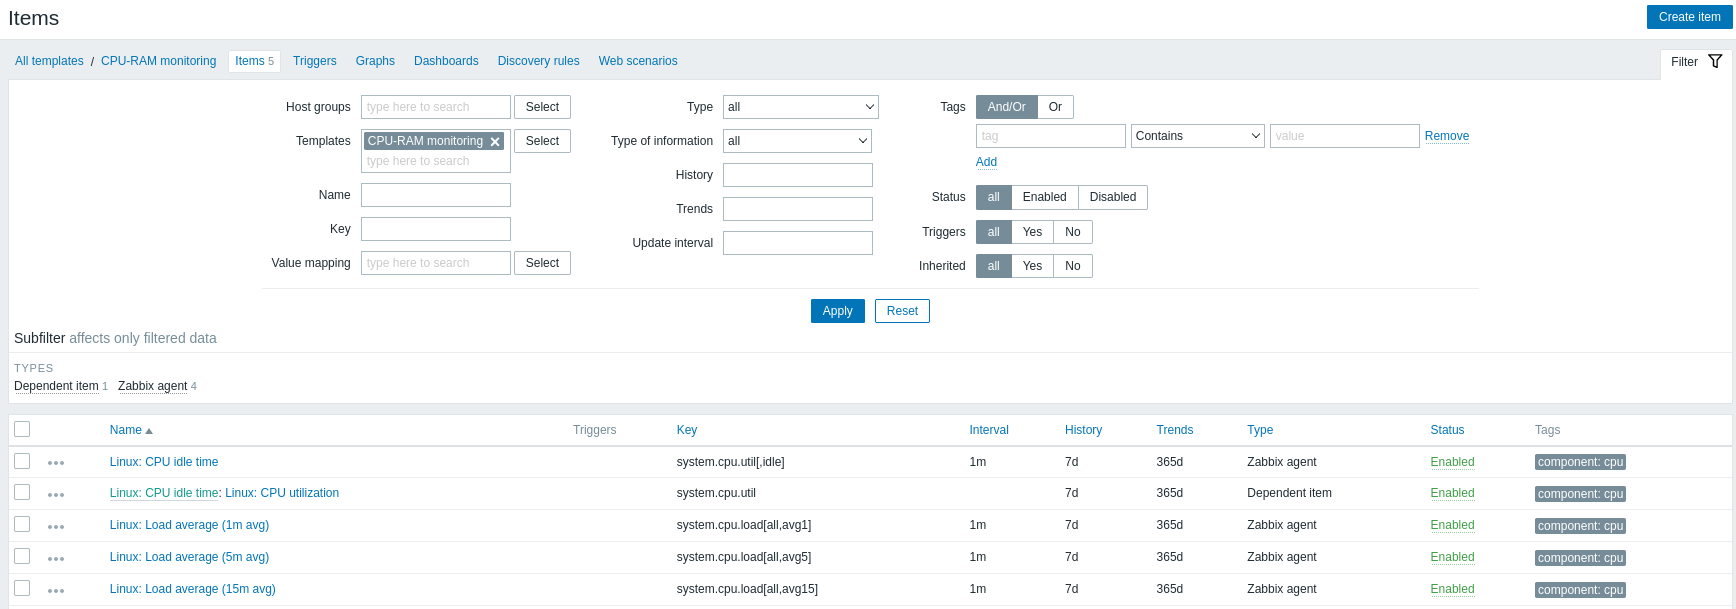 Items
Create item
All templates / CPU-RAM monitoring Items 5 Triggers Graphs Dashboards Discovery rules Web scenarios Filter
Host groups type here to search Select Type all Tags And/Or Or
tag Contains value Remove
Templates CPU-RAM monitoring Select Type of information all
type here to search Add
History
Name Status all Enabled Disabled
Trends
Key Triggers all Yes No
Update interval
Value mapping type here to search Select Inherited all Yes No
Apply Reset
Subfilter affects only filtered data
TYPES
Dependent item 1 Zabbix agent 4
Name Triggers Key Interval History Trends Type Status Tags
Linux: CPU idle time system.cpu.util[,idle] 1m 7d 365d Zabbix agent Enabled component: cpu
Linux: CPU idle time: Linux: CPU utilization system.cpu.util 7d 365d Dependent item Enabled component: cpu
Linux: Load average (1m avg) system.cpu.load[all,avg1] 1m 7d 365d Zabbix agent Enabled component: cpu
Linux: Load average (5m avg) system.cpu.load[all,avg5] 1m 7d 365d Zabbix agent Enabled component: cpu
Linux: Load average (15m avg) system.cpu.load[all,avg15] 1m 7d 365d Zabbix agent Enabled component: cpu